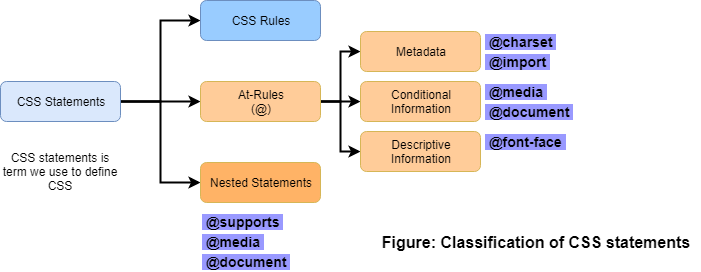 CSS Rules
CSS Statements
At-Rules
(@)
Nested Statements
Metadata
Conditional
Information
Descriptive
Information
@charset
@import
@media
@document
@font-face
CSS statements is
term we use to define
CSS
@supports
@media
@document
Figure: Classification of CSS statements